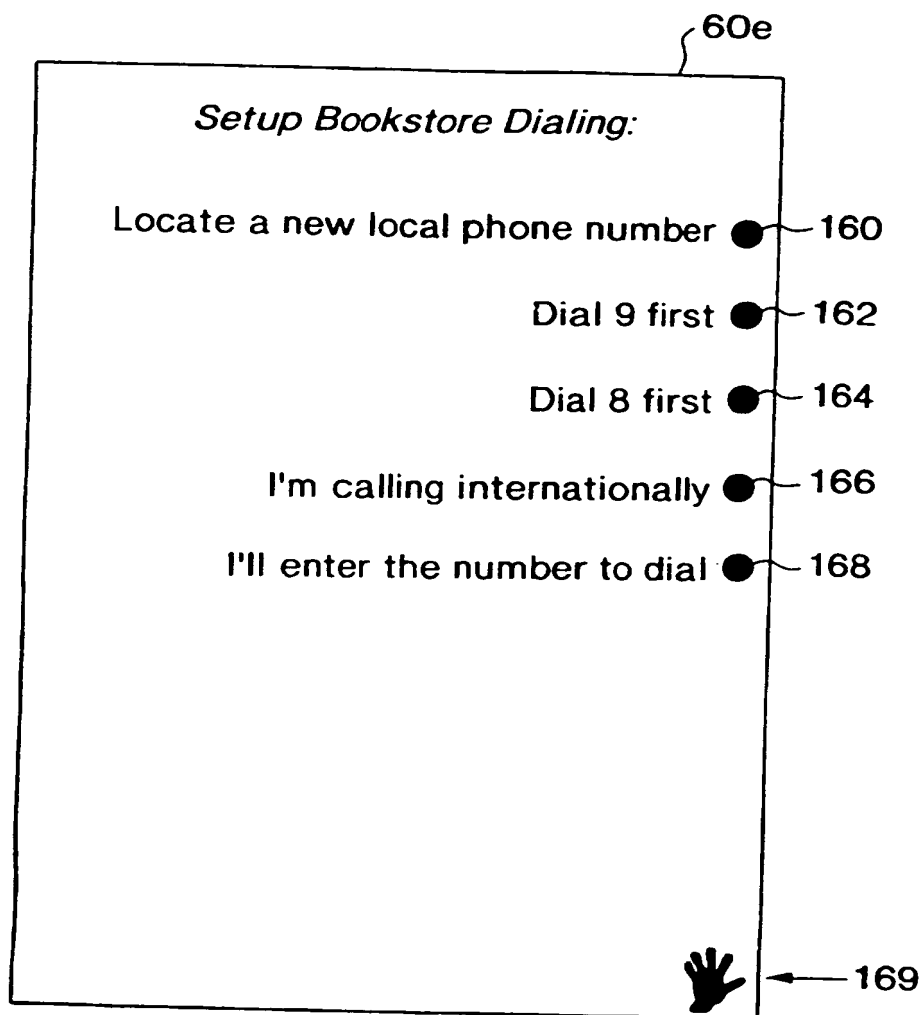 60e
Setup Bookstore Dialing:
Locate a new local phone number 160
Dial 9 first 162
Dial 8 first 164
I'm calling internationally 166
I'll enter the number to dial 168
169